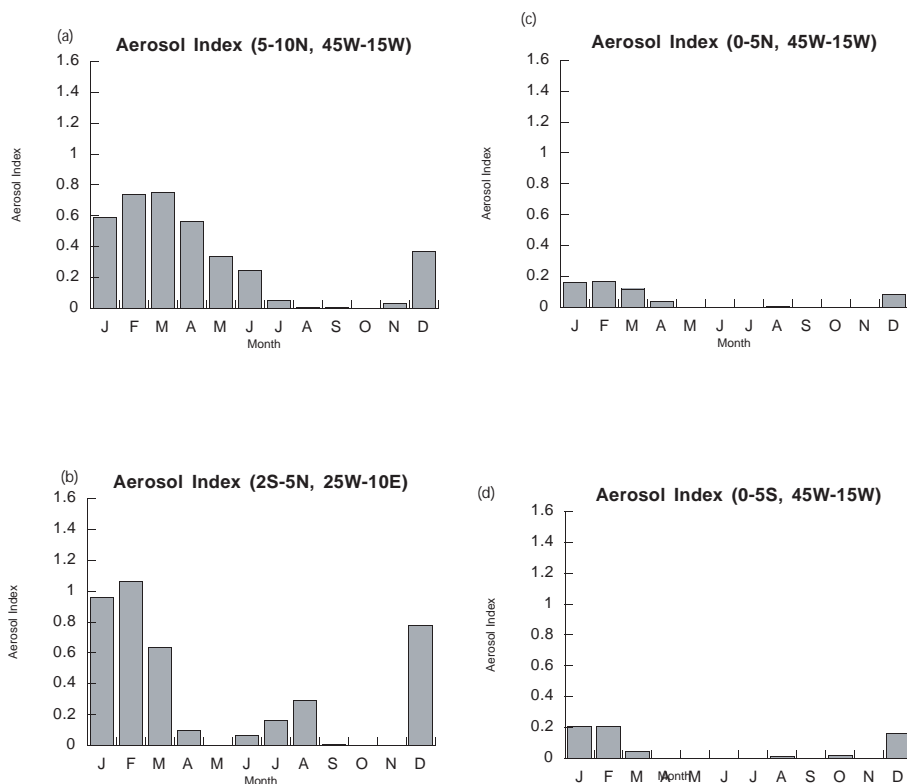 (a)
Aerosol Index (5-10N, 45W-15W)
1.6
1.4
1.2
1
0.8
0.6
0.4
0.2
0
Aerosol Index
J F M A M J J A S O N D
Month
(c)
Aerosol Index (0-5N, 45W-15W)
1.6
1.4
1.2
1
0.8
0.6
0.4
0.2
0
Aerosol Index
J F M A M J J A S O N D
Month
(b)
Aerosol Index (2S-5N, 25W-10E)
1.6
1.4
1.2
1
0.8
0.6
0.4
0.2
0
Aerosol Index
J F M A M J J A S O N D
Month
(d)
Aerosol Index (0-5S, 45W-15W)
1.6
1.4
1.2
1
0.8
0.6
0.4
0.2
0
Aerosol Index
J F M A M J J A S O N D
Month